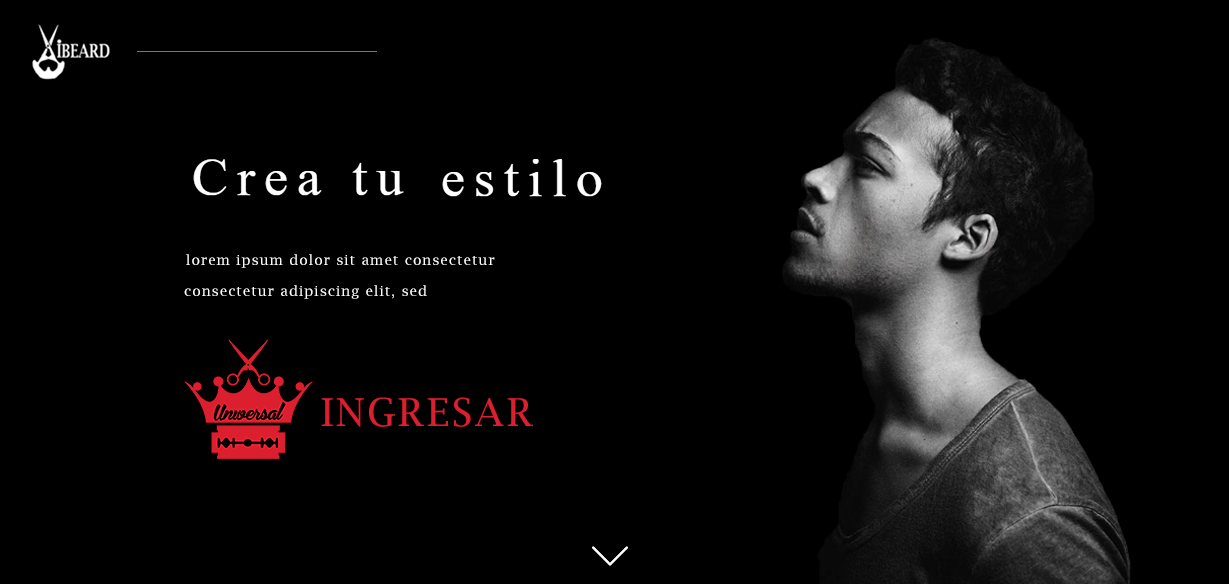 iBEARD
Crea tu estilo
lorem ipsum dolor sit amet consectetur
consectetur adipiscing elit, sed
Universal
INGRESAR